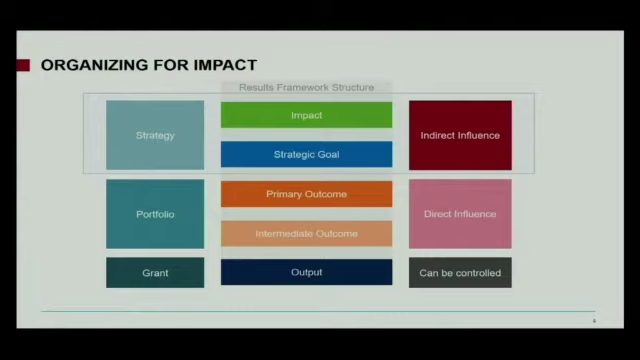 ORGANIZING FOR IMPACT
Results Framework Structure
Strategy
Impact
Strategic Goal
Indirect Influence
Portfolio
Primary Outcome
Intermediate Outcome
Direct Influence
Grant
Output
Can be controlled